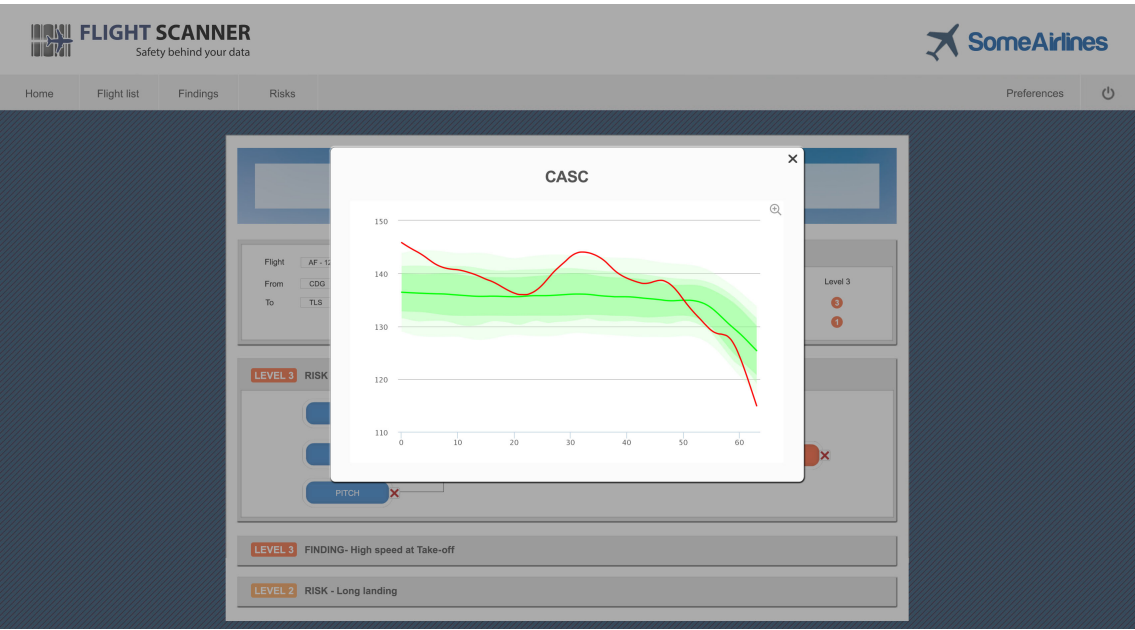 FLIGHT SCANNER
Safety behind your data
SomeAirlines
Home Flight list Findings Risks Preferences
CASC
150
140
130
120
110
0 10 20 30 40 50 60
Flight AF - 12
From CDG
To TLS
Level 3
3
1
LEVEL 3 RISK
PITCH
LEVEL 3 FINDING- High speed at Take-off
LEVEL 2 RISK - Long landing